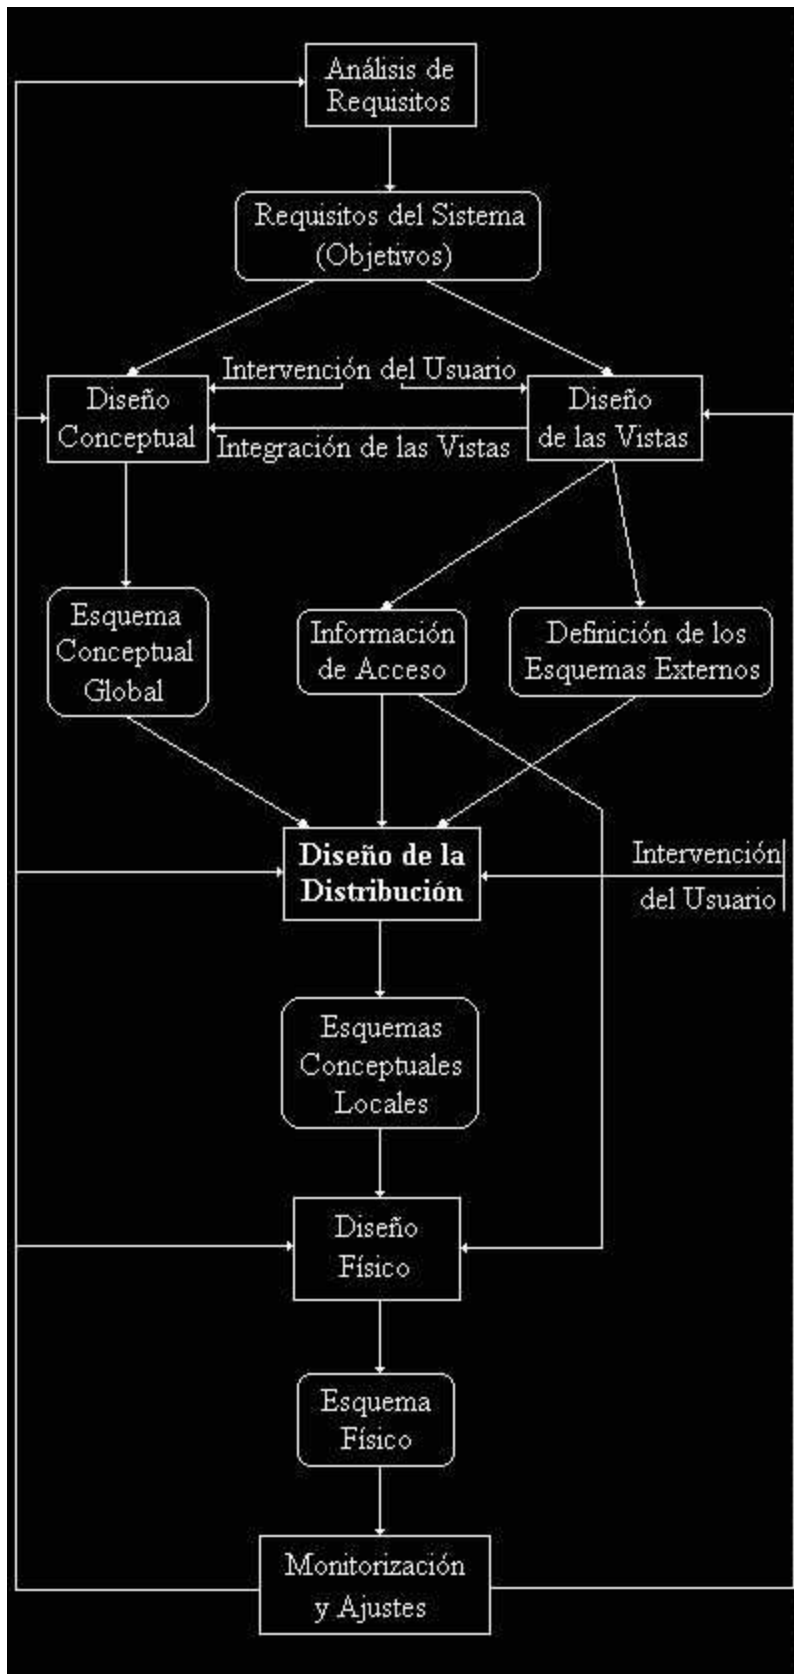 Análisis de
Requisitos
Requisitos del Sistema
(Objetivos)
Intervención del Usuario
Diseño
Conceptual
Diseño
de las Vistas
Integración de las Vistas
Esquema
Conceptual
Global
Información
de Acceso
Definición de los
Esquemas Externos
Diseño de la
Distribución
Intervención
del Usuario
Esquemas
Conceptuales
Locales
Diseño
Físico
Esquema
Físico
Monitorización
y Ajustes